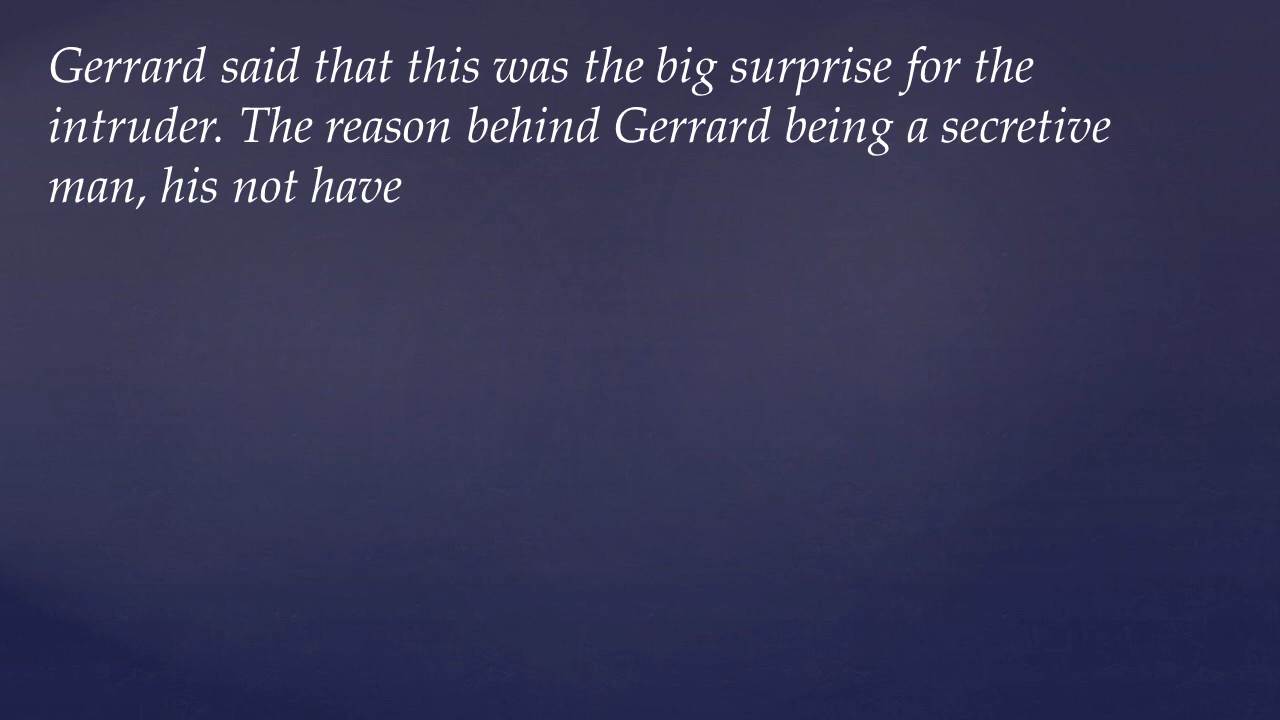 Gerrard said that this was the big surprise for the
intruder. The reason behind Gerrard being a secretive
man, his not have